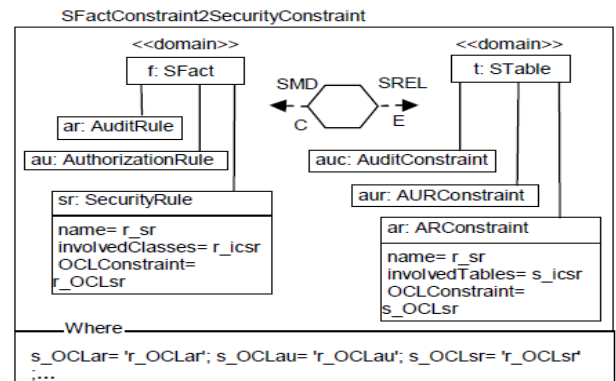 SFactConstraint2SecurityConstraint
<<domain>>
<<domain>>
f: SFact
t: STable
SMD
SREL
C
E
ar: AuditRule
au: AuthorizationRule
auc: AuditConstraint
aur: AURConstraint
sr: SecurityRule
name= r_sr
involvedClasses= r_icsr
OCLConstraint=
r_OCLsr
ar: ARConstraint
name= r_sr
involvedTables= s_icsr
OCLConstraint=
s_OCLsr
Where
s_OCLar= 'r_OCLar'; s_OCLau= 'r_OCLau'; s_OCLsr= 'r_OCLsr'
;...